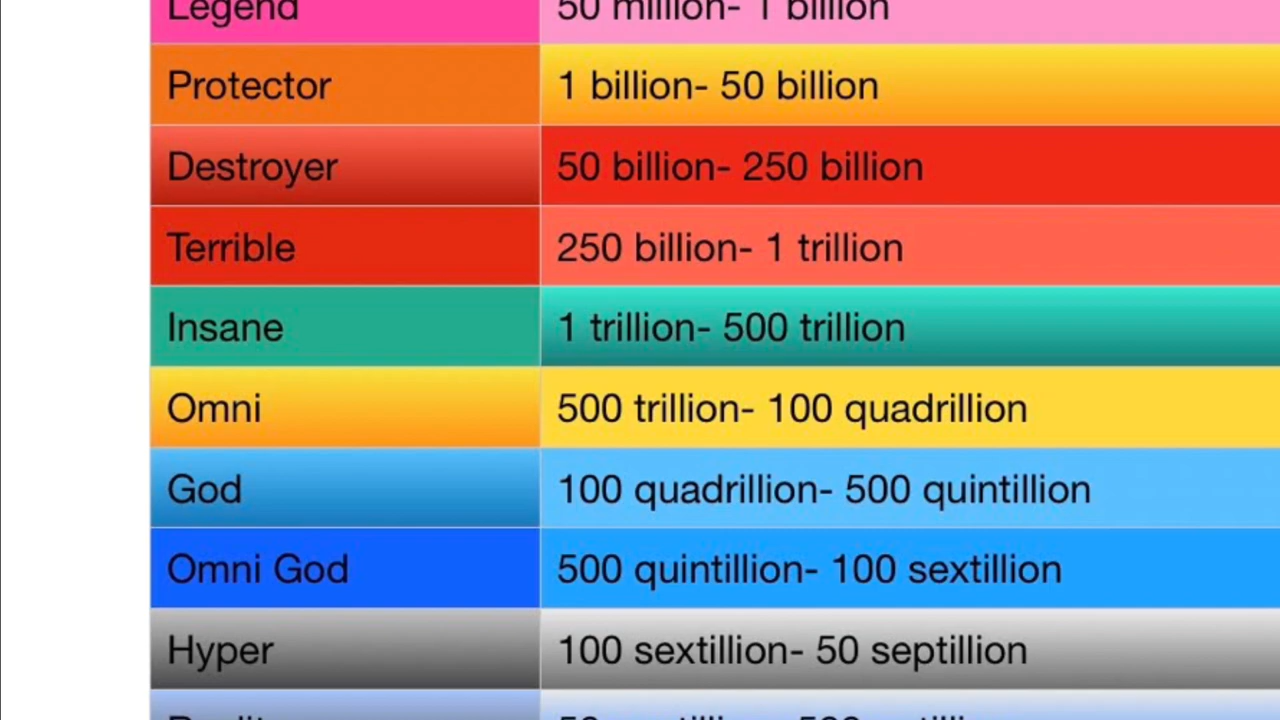 Legend 50 million- 1 billion
Protector 1 billion- 50 billion
Destroyer 50 billion- 250 billion
Terrible 250 billion- 1 trillion
Insane 1 trillion- 500 trillion
Omni 500 trillion- 100 quadrillion
God 100 quadrillion- 500 quintillion
Omni God 500 quintillion- 100 sextillion
Hyper 100 sextillion- 50 septillion